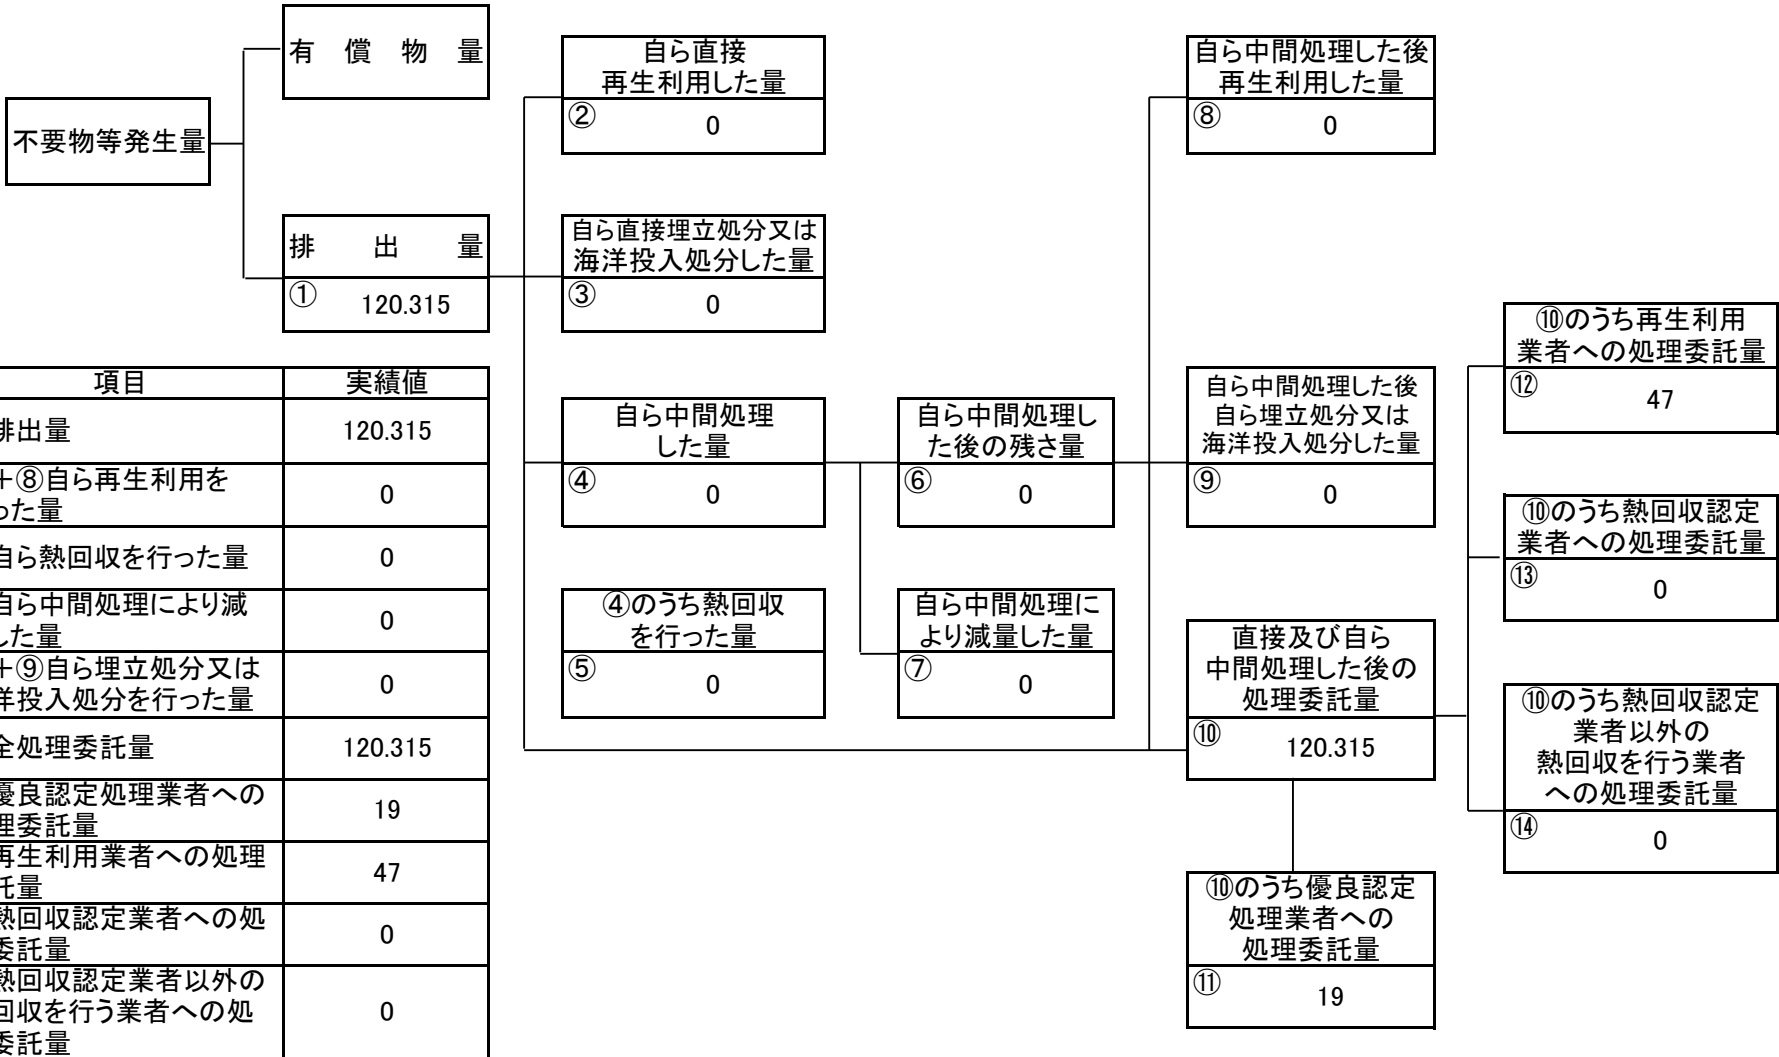 有償物量
不要物等発生量
排出量
① 120.315
自ら直接
再生利用した量
② 0
自ら直接埋立処分又は
海洋投入処分した量
③ 0
自ら中間処理
した量
④ 0
④のうち熱回収
を行った量
⑤ 0
自ら中間処理し
た後の残さ量
⑥ 0
自ら中間処理に
より減量した量
⑦ 0
自ら中間処理した後
再生利用した量
⑧ 0
自ら中間処理した後
自ら埋立処分又は
海洋投入処分した量
⑨ 0
直接及び自ら
中間処理した後の
処理委託量
⑩ 120.315
⑩のうち優良認定
処理業者への
処理委託量
⑪ 19
⑩のうち再生利用
業者への処理委託量
⑫ 47
⑩のうち熱回収認定
業者への処理委託量
⑬ 0
⑩のうち熱回収認定
業者以外の
熱回収を行う業者
への処理委託量
⑭ 0
項目 実績値
排出量 120.315
+⑧自ら再生利用を
った量 0
自ら熱回収を行った量 0
自ら中間処理により減
した量 0
+⑨自ら埋立処分又は
洋投入処分を行った量 0
全処理委託量 120.315
優良認定処理業者への
理委託量 19
再生利用業者への処理
託量 47
熱回収認定業者への処
委託量 0
熱回収認定業者以外の
回収を行う業者への処
委託量 0